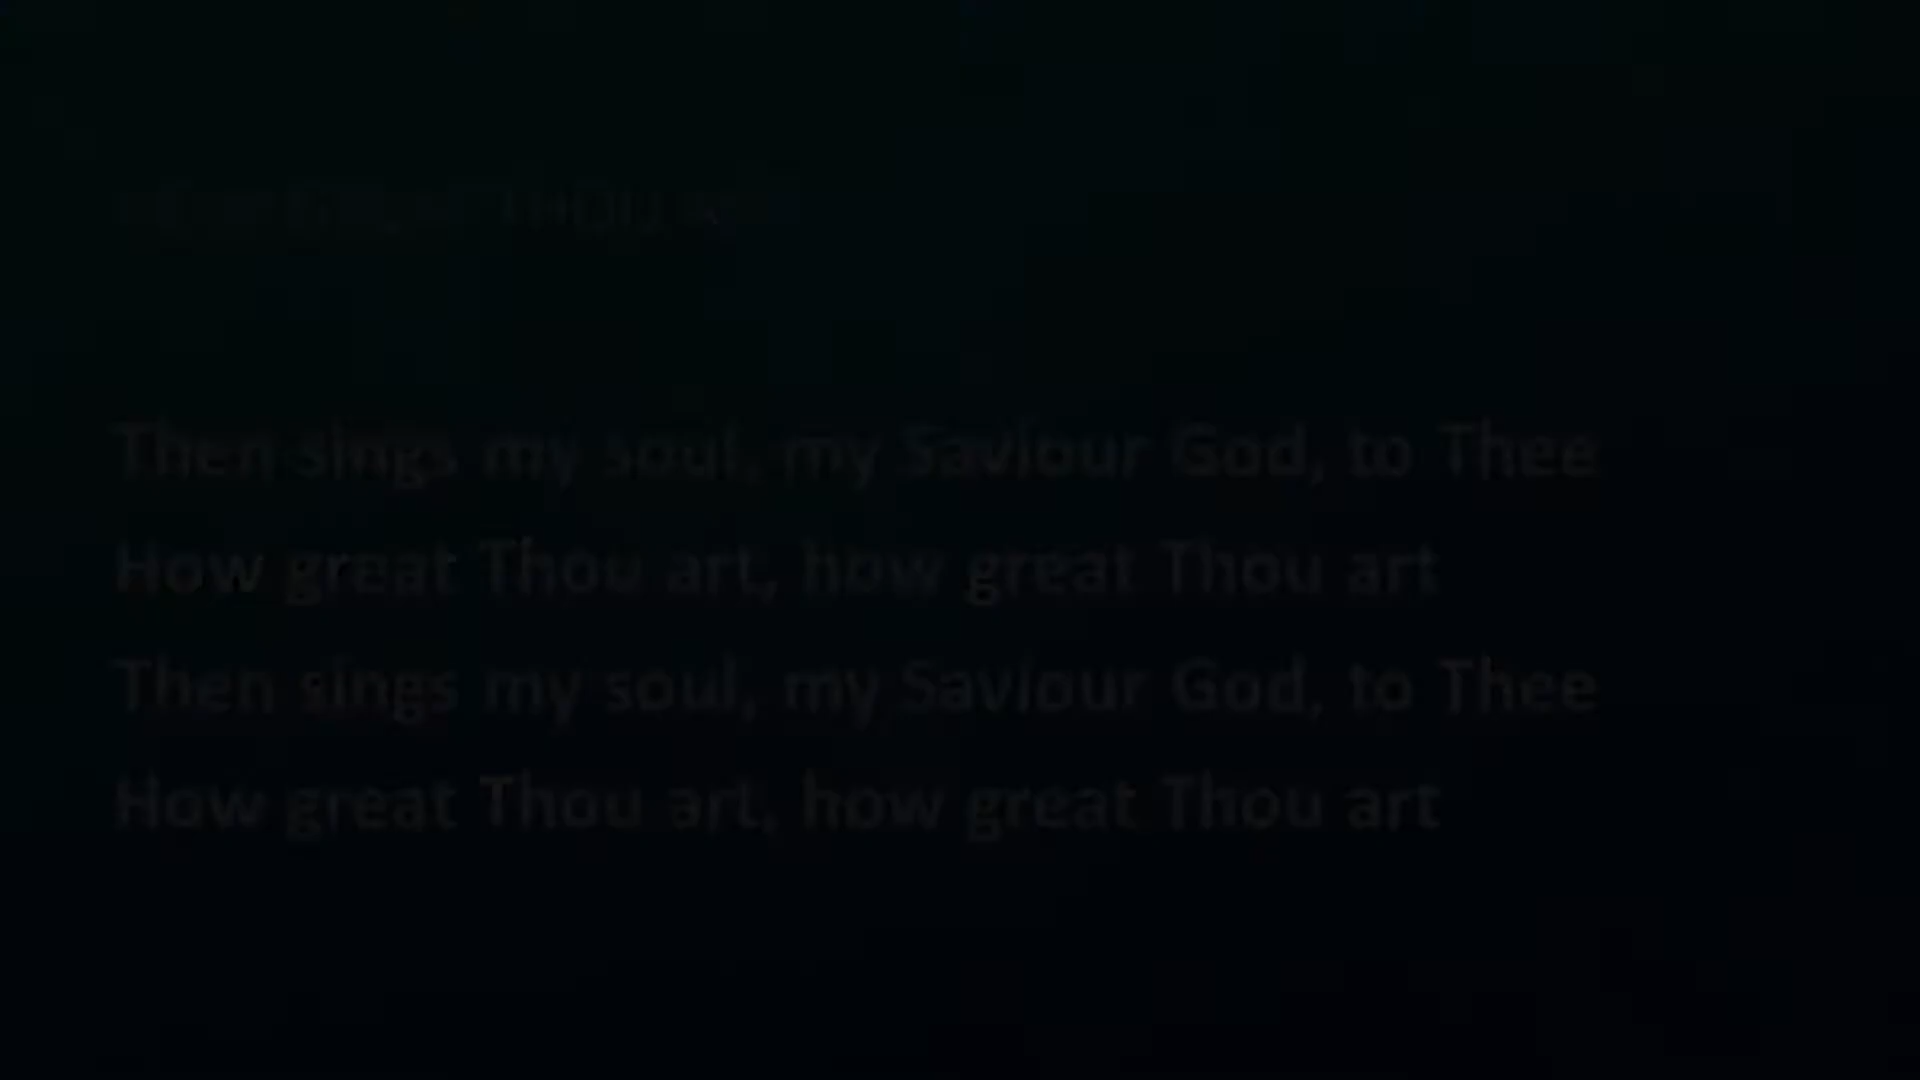 THOU
Then sings my soul, my Saviour God, to Thee
How great Thou art, how great Thou art
Then sings my soul, my Saviour God, to Thee
How great Thou art, how great Thou art